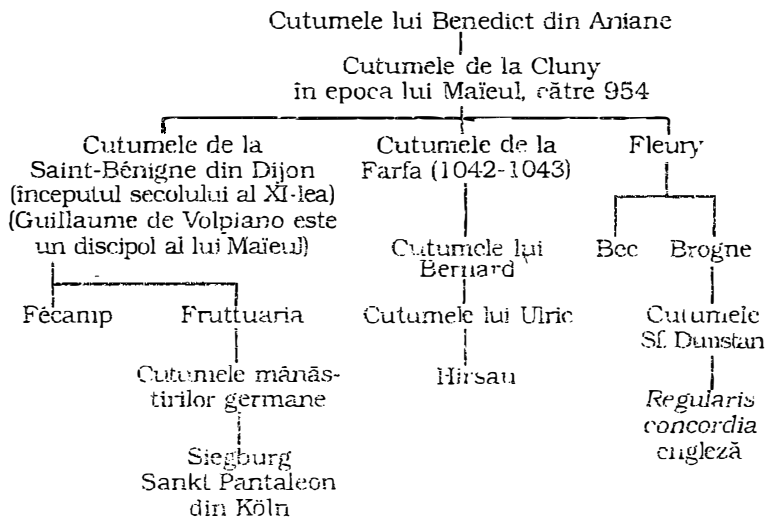 Cutumele lui Benedict din Aniane
Cutumele de la Cluny
în epoca lui Maïeul, către 954
Cutumele de la
Saint-Bénigne din Dijon
(începutul secolului al XI-lea)
(Guillaume de Volpiano este
un discipol al lui Maïeul)
Cutumele de la
Farfa (1042-1043)
Fleury
Cutumele lui
Bernard
Bec
Brogne
Fécamp
Fruttuaria
Cutumele lui Ulric
Cutumele
Sf. Dunstan
Cutumele mânăs-
tirilor germane
Hirsau
Regularis
concordia
engleză
Siegburg
Sankt Pantaleon
din Köln